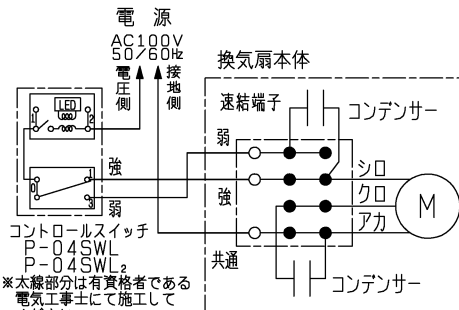 電 源
AC100V
50/60Hz
電圧側
接地側
換気扇本体
LED
1
2
速結端子
コンデンサー
弱
強
0
1
3
強
弱
シロ
クロ
アカ
M
共通
コントロールスイッチ
P-04SWL
P-04SWL₂
コンデンサー
※太線部分は有資格者である
電気工事士にて施工して